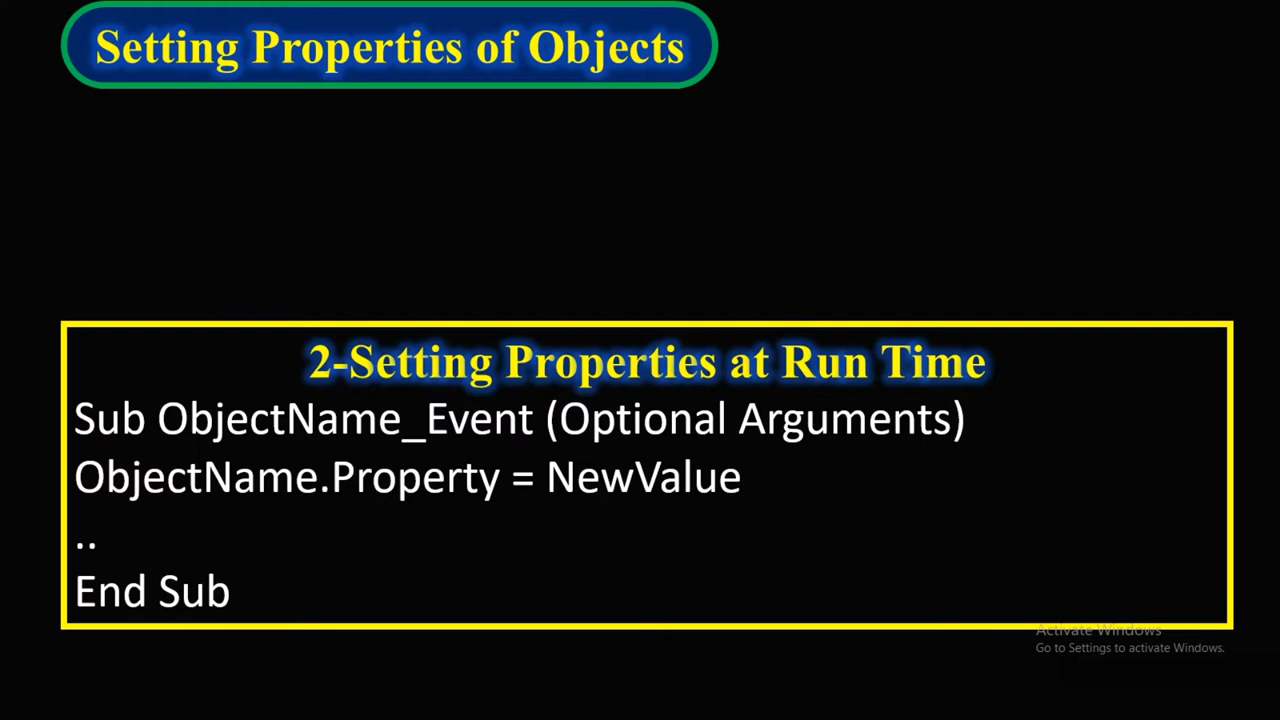 Setting Properties of Objects
2-Setting Properties at Run Time
Sub ObjectName_Event (Optional Arguments)
ObjectName.Property = NewValue
..
End Sub
Activate Windows
Go to Settings to activate Windows.